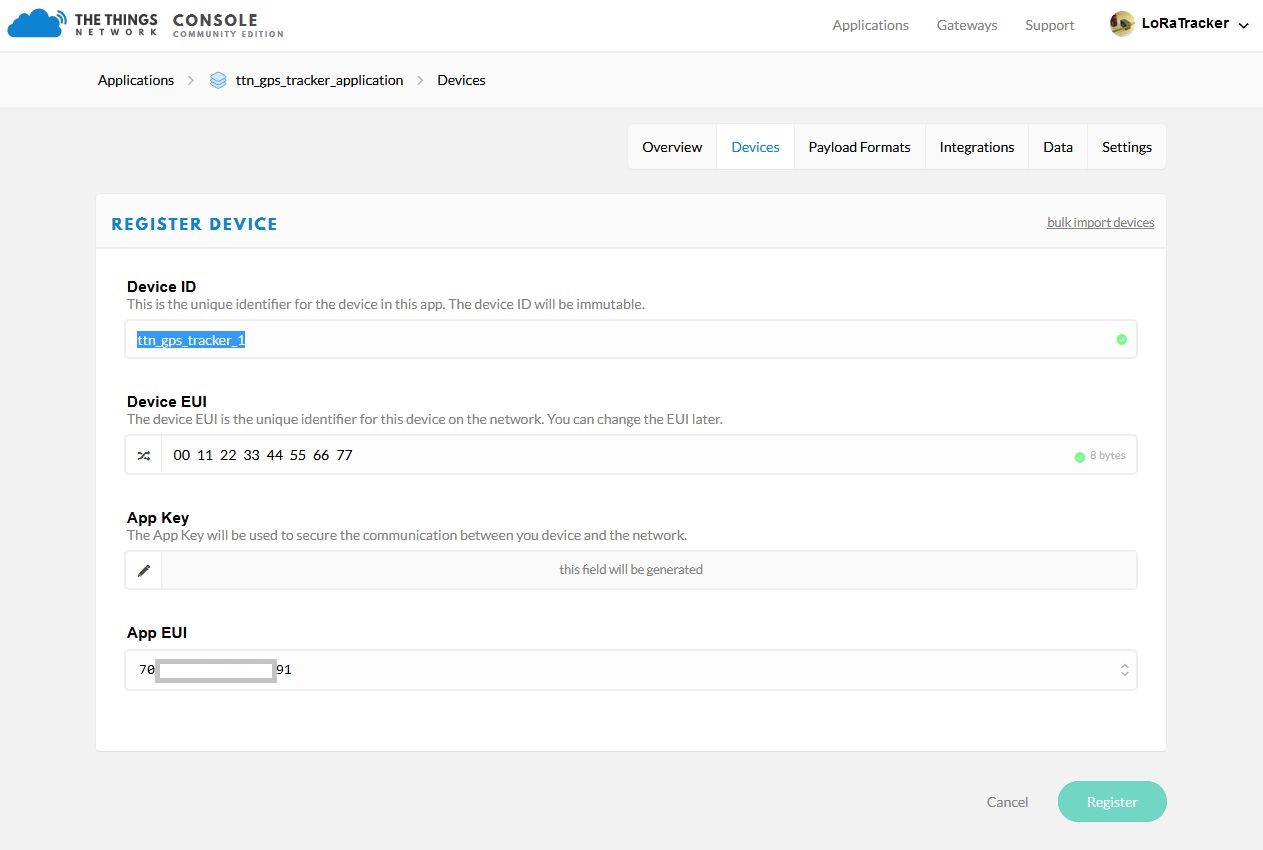 THE THINGS NETWORK CONSOLE COMMUNITY EDITION
Applications Gateways Support LoRaTracker
Applications ttn_gps_tracker_application Devices
Overview Devices Payload Formats Integrations Data Settings
REGISTER DEVICE bulk import devices
Device ID
This is the unique identifier for the device in this app. The device ID will be immutable.
ttn_gps_tracker_1
Device EUI
The device EUI is the unique identifier for this device on the network. You can change the EUI later.
00 11 22 33 44 55 66 77 8 bytes
App Key
The App Key will be used to secure the communication between you device and the network.
this field will be generated
App EUI
70 91
Cancel Register